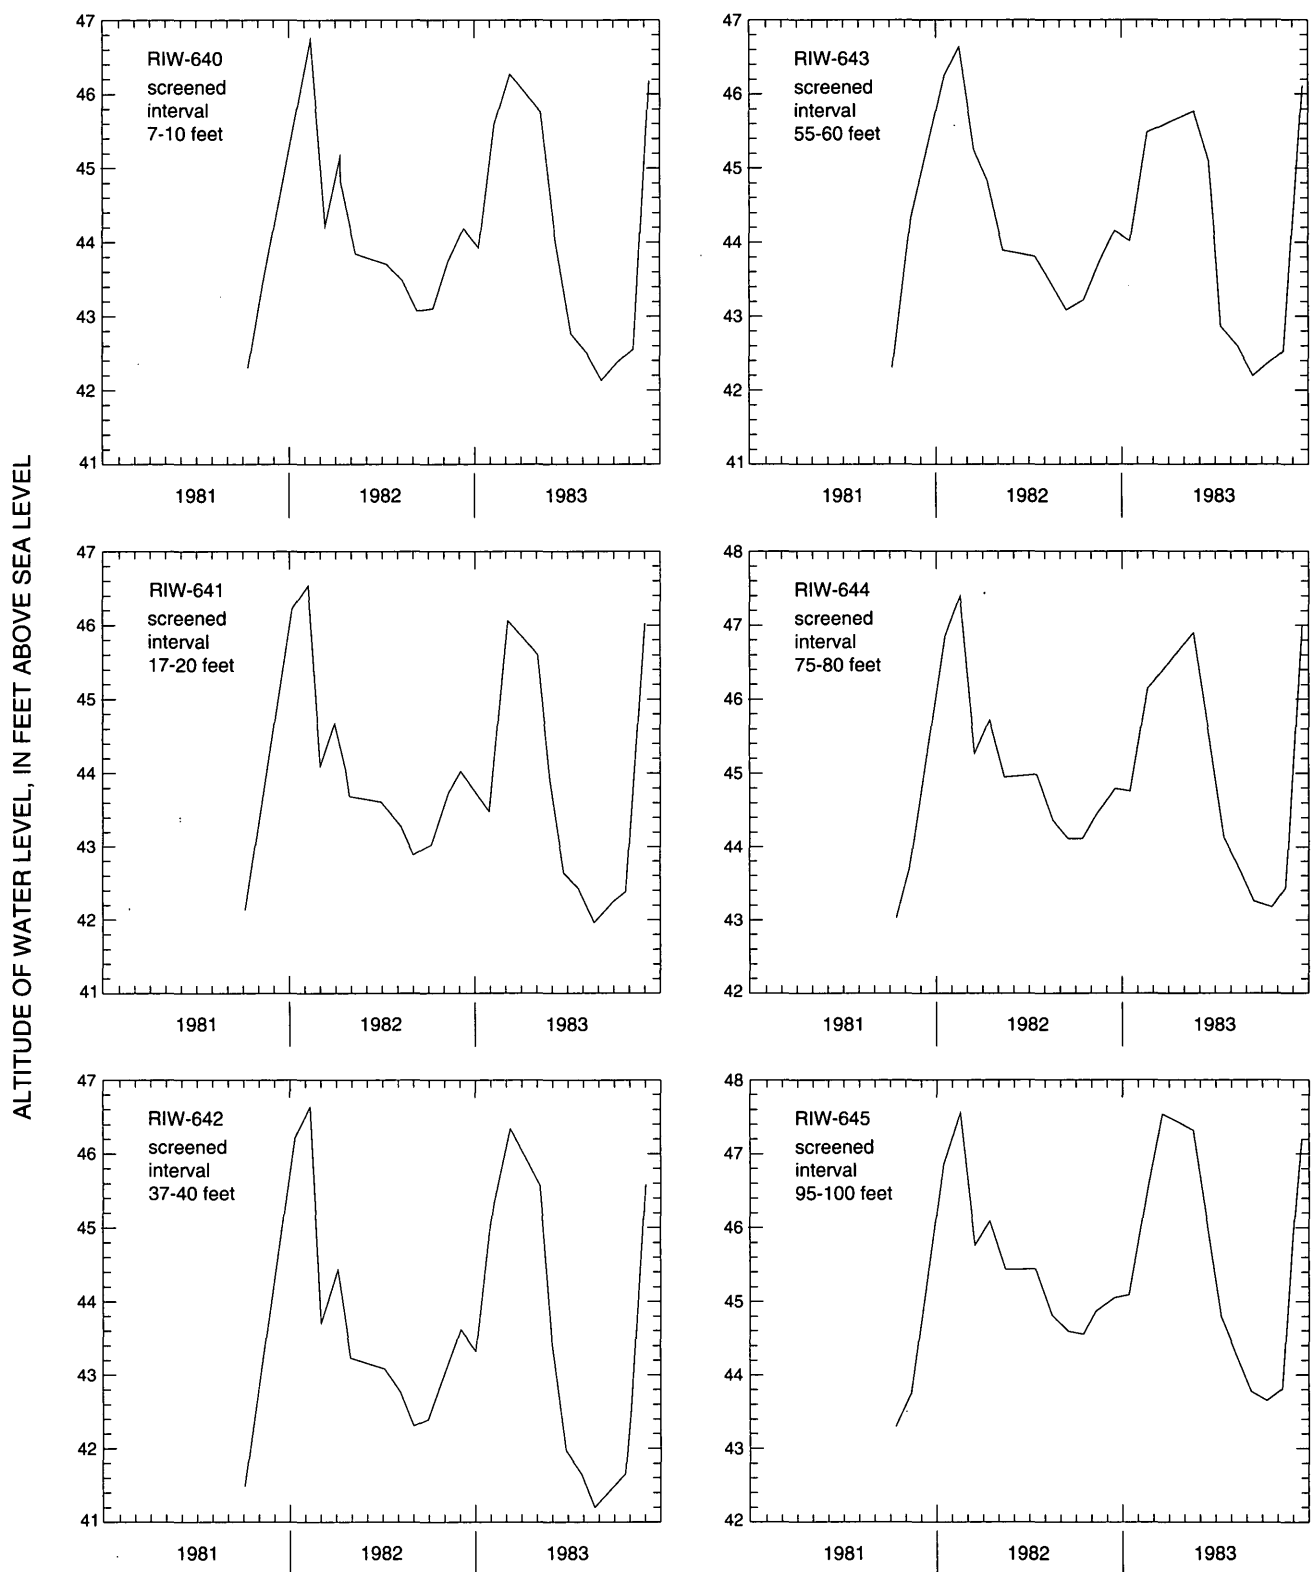 ALTITUDE OF WATER LEVEL, IN FEET ABOVE SEA LEVEL
47
46
45
44
43
42
41
RIW-640
screened
interval
7-10 feet
1981
1982
1983
47
46
45
44
43
42
41
RIW-643
screened
interval
55-60 feet
1981
1982
1983
47
46
45
44
43
42
41
RIW-641
screened
interval
17-20 feet
1981
1982
1983
48
47
46
45
44
43
42
RIW-644
screened
interval
75-80 feet
1981
1982
1983
47
46
45
44
43
42
41
RIW-642
screened
interval
37-40 feet
1981
1982
1983
48
47
46
45
44
43
42
RIW-645
screened
interval
95-100 feet
1981
1982
1983